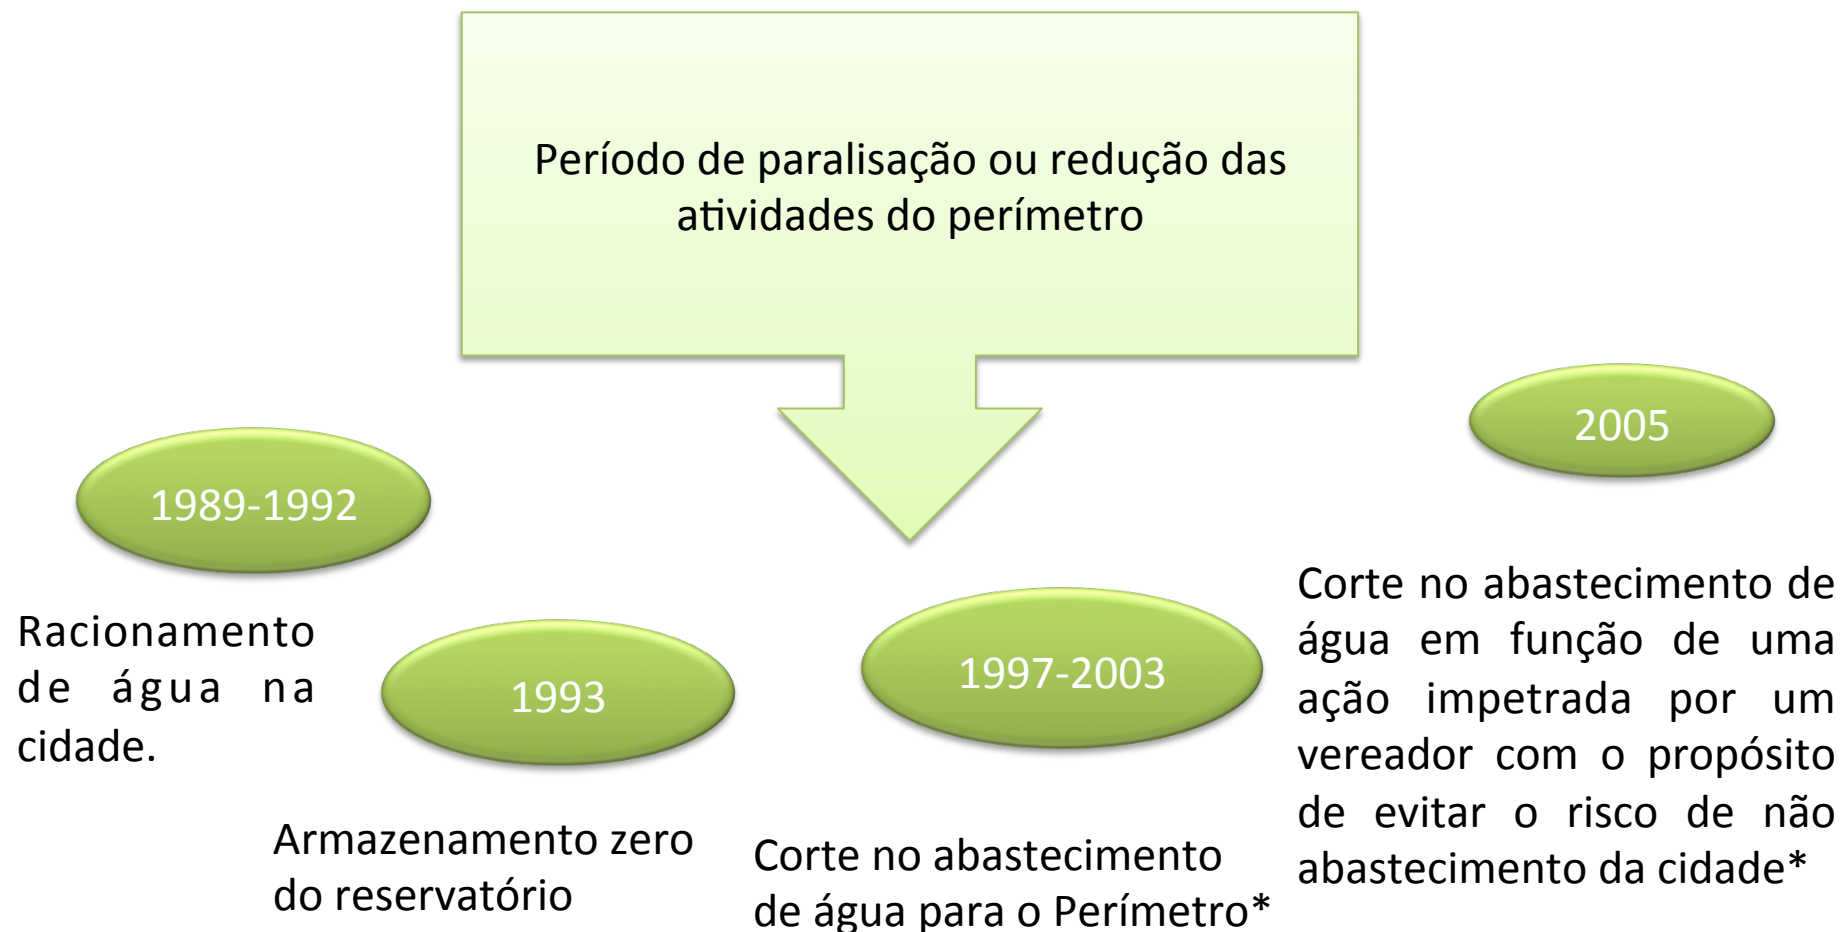 Período de paralisação ou redução das
atividades do perímetro
1989-1992
Racionamento
de água na
cidade.
1993
Armazenamento zero
do reservatório
1997-2003
Corte no abastecimento
de água para o Perímetro*
2005
Corte no abastecimento de
água em função de uma
ação impetrada por um
vereador com o propósito
de evitar o risco de não
abastecimento da cidade*